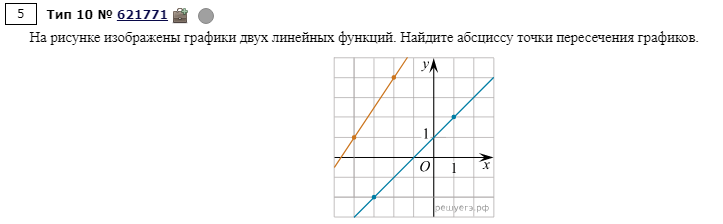 5 Тип 10 № 621771
На рисунке изображены графики двух линейных функций. Найдите абсциссу точки пересечения графиков.
y
1
O 1 x
решуегэ.рф